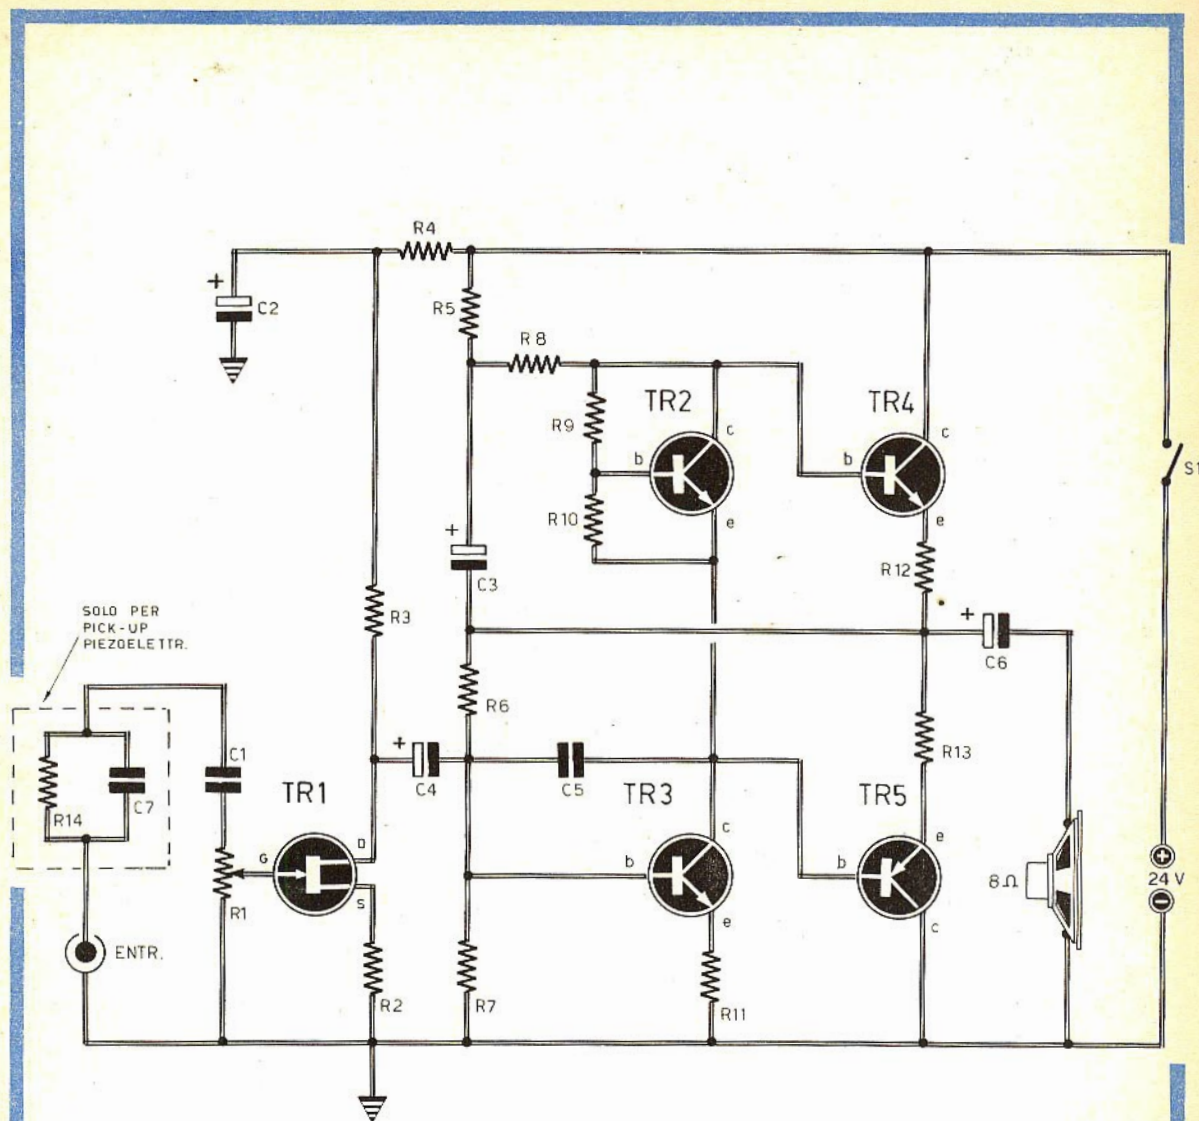 R4
+
C2
R5
R8
TR2
TR4
R9
c
c
b
b
S1
R10
e
e
+
C3
R12
SOLO PER
PICK-UP
PIEZOELETTR.
R3
+
C6
R6
R13
C1
+
C4
C5
TR1
TR3
TR5
R14
C7
D
c
e
G
b
b
+
24 V
−
8Ω
S
R1
e
c
ENTR.
R2
R7
R11